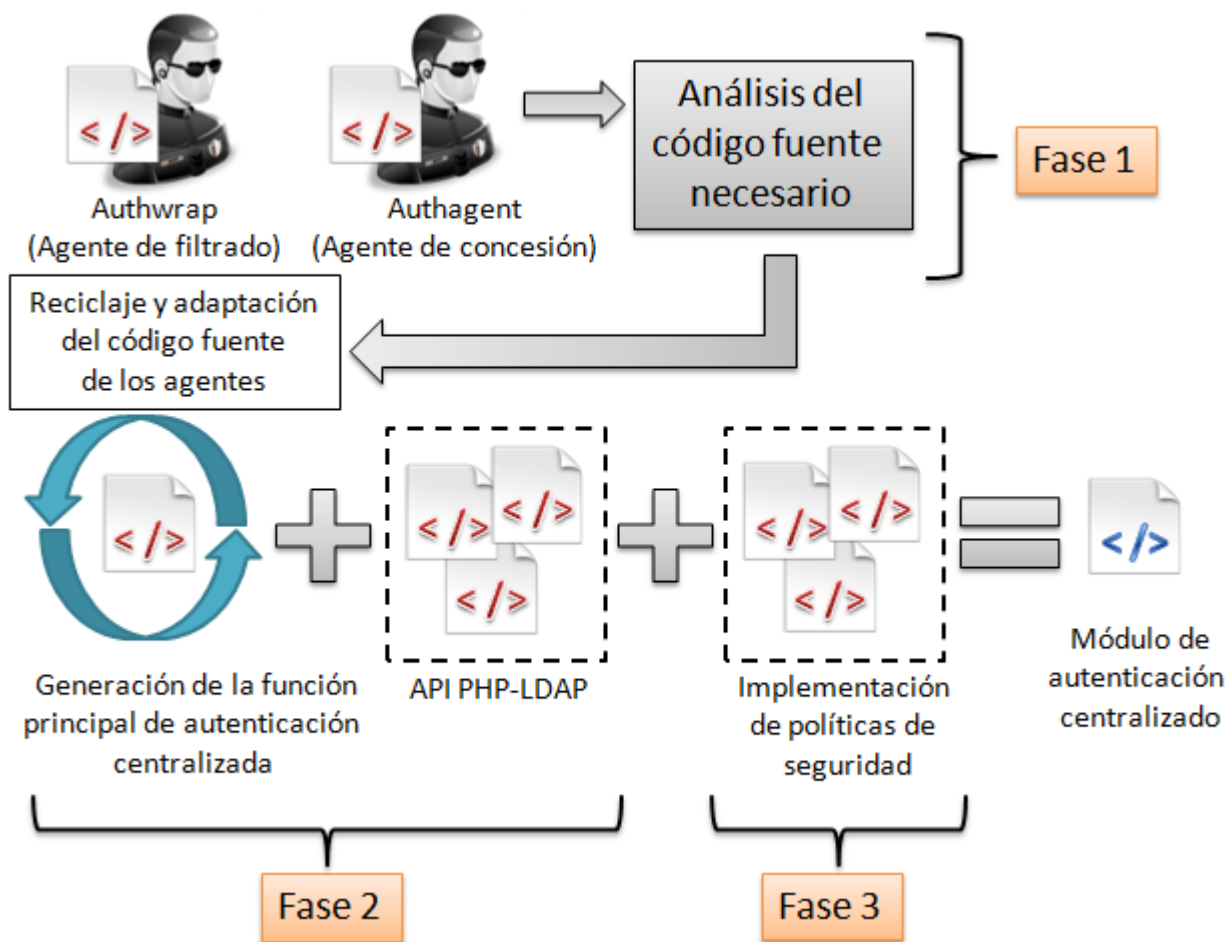 </>
</>
Authwrap
(Agente de filtrado)
Authagent
(Agente de concesión)
Análisis del
código fuente
necesario
Fase 1
Reciclaje y adaptación
del código fuente
de los agentes
</>
</>
</>
</>
</>
</>
</>
</>
Generación de la función
principal de autenticación
centralizada
API PHP-LDAP
Implementación
de políticas de
seguridad
Módulo de
autenticación
centralizado
Fase 2
Fase 3